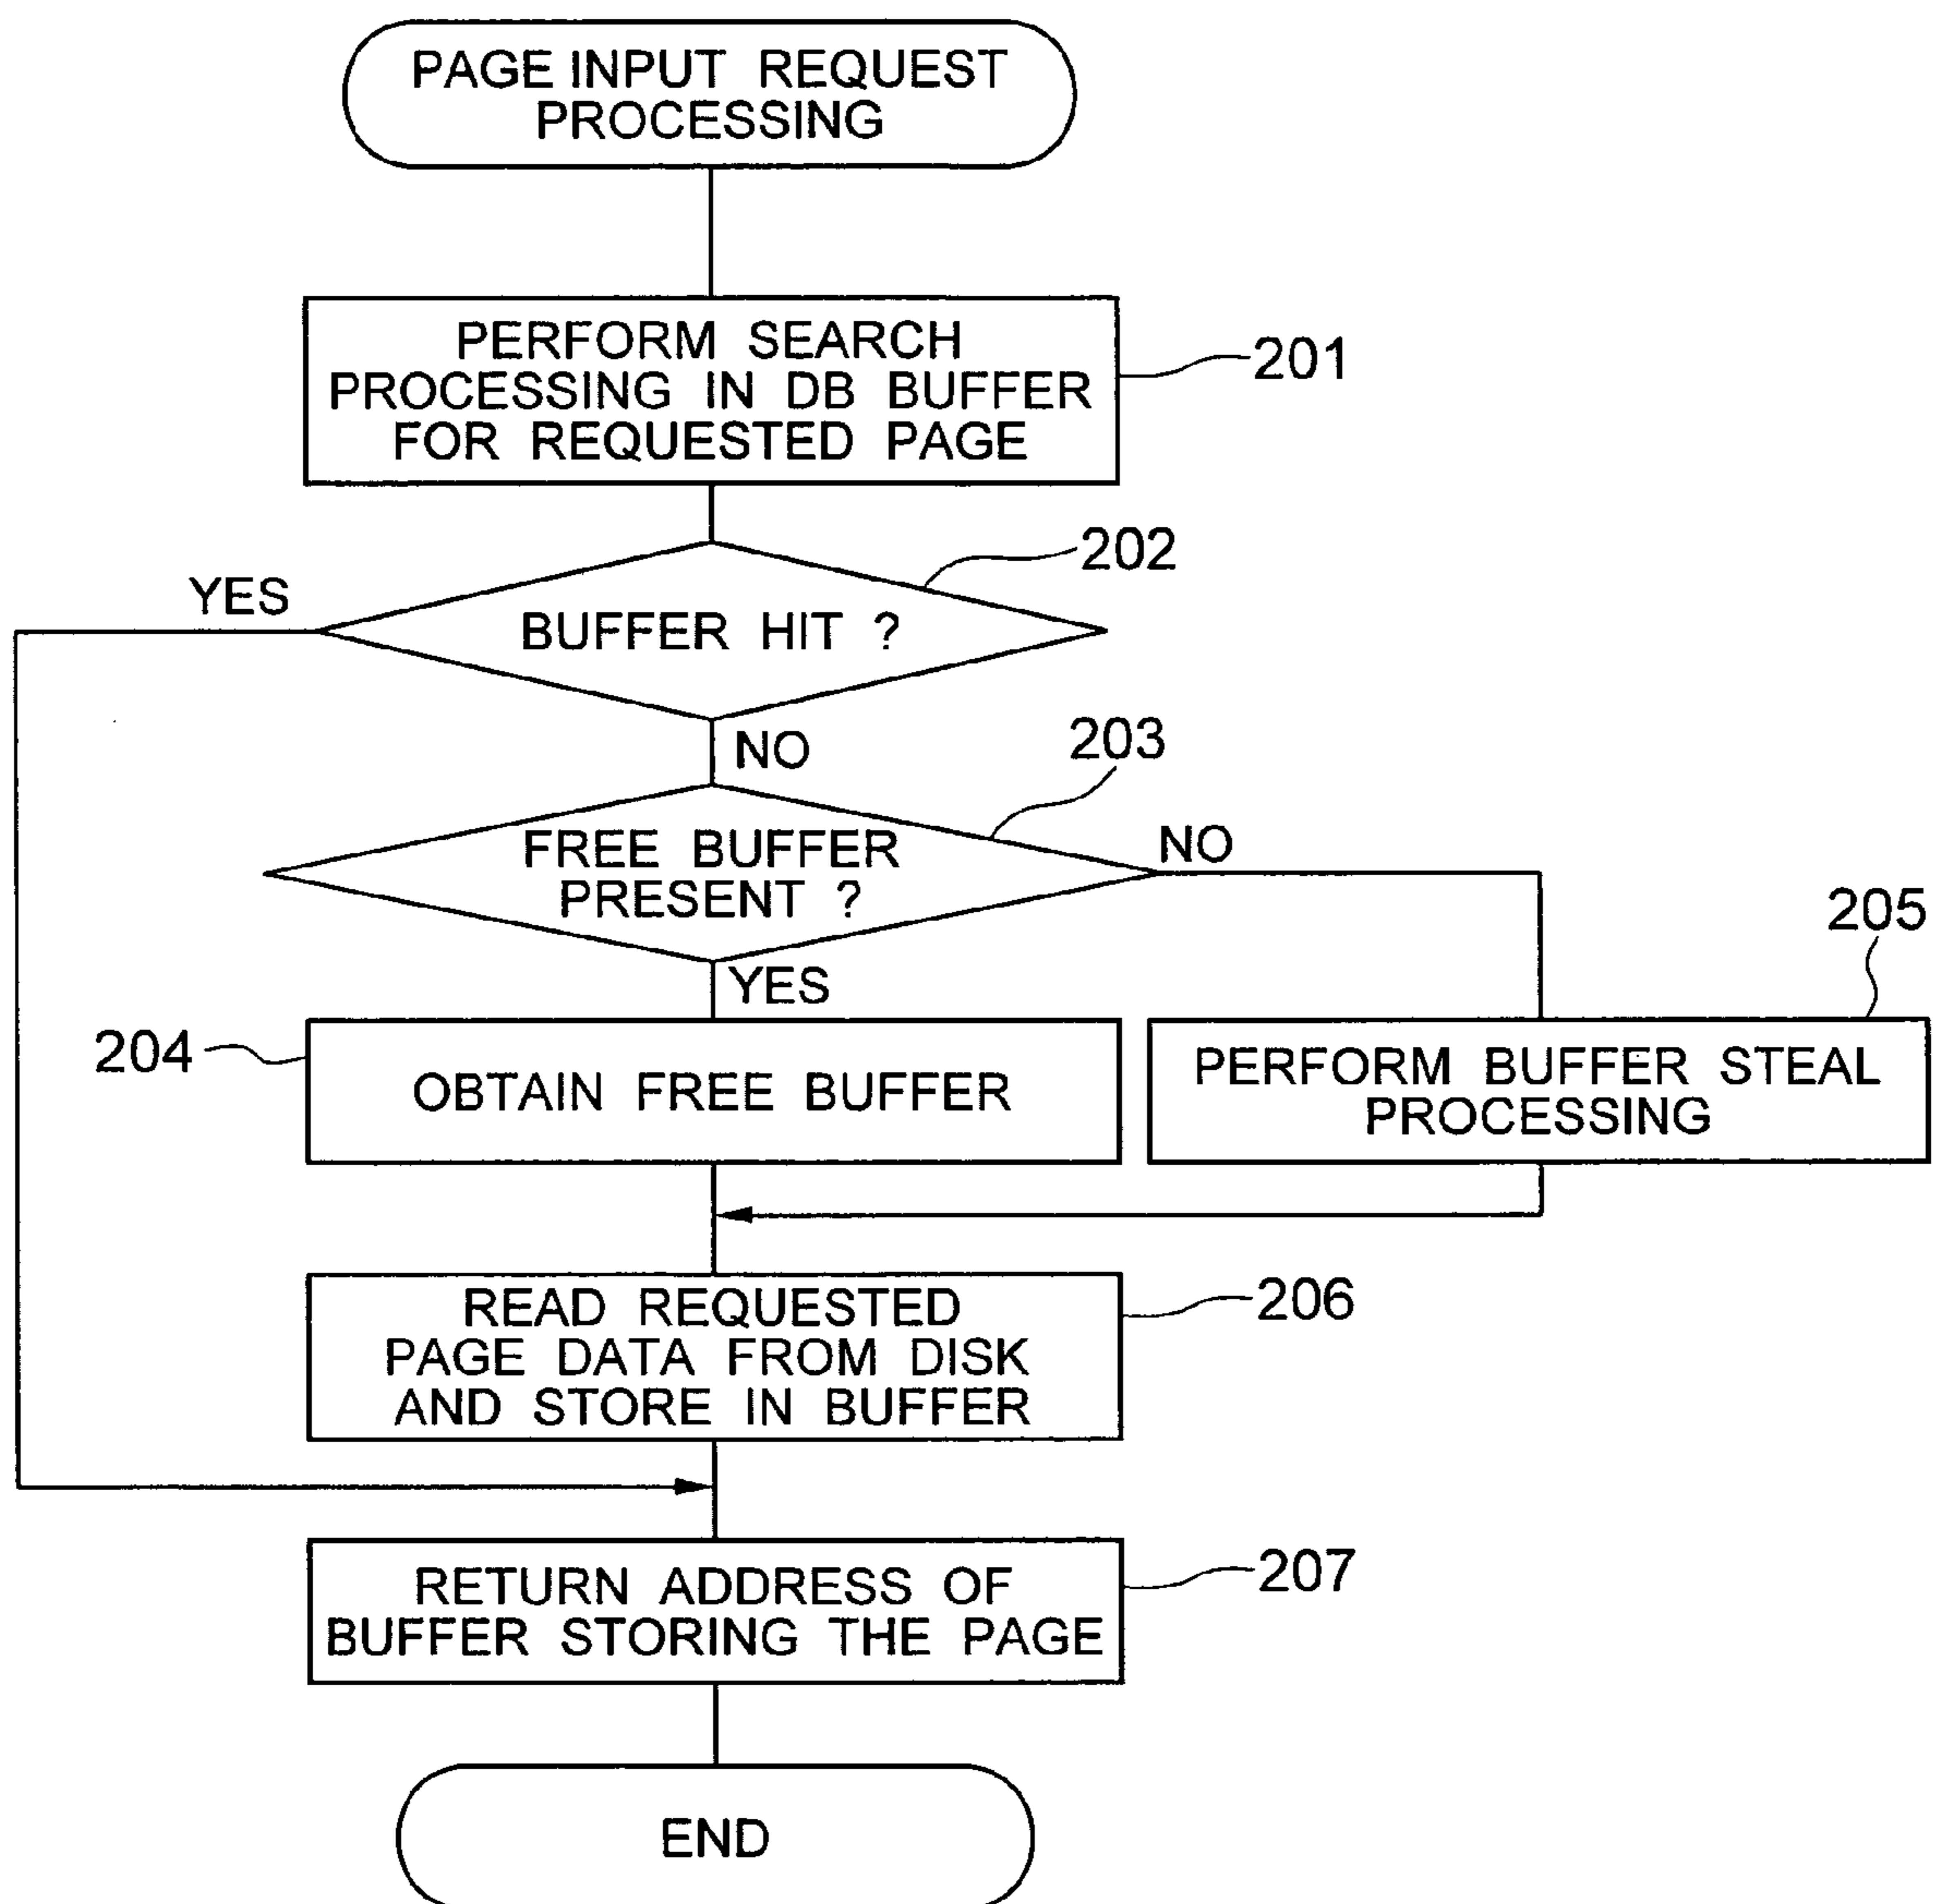 PAGE INPUT REQUEST
PROCESSING
PERFORM SEARCH
PROCESSING IN DB BUFFER
FOR REQUESTED PAGE
201
202
YES
BUFFER HIT ?
NO
203
FREE BUFFER
PRESENT ?
NO
YES
205
204
OBTAIN FREE BUFFER
PERFORM BUFFER STEAL
PROCESSING
READ REQUESTED
PAGE DATA FROM DISK
AND STORE IN BUFFER
206
RETURN ADDRESS OF
BUFFER STORING THE PAGE
207
END